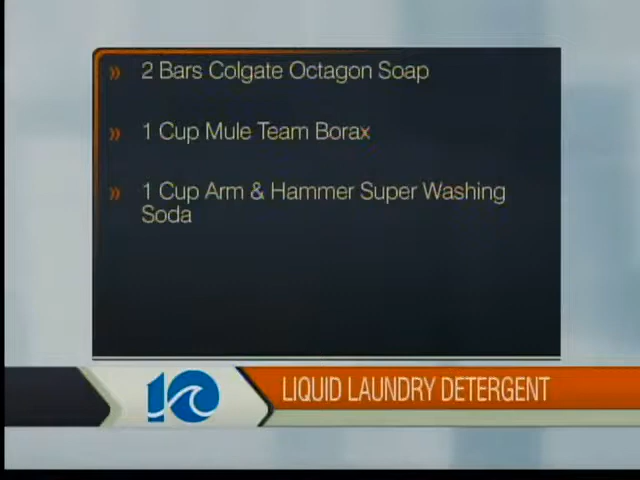 » 2 Bars Colgate Octagon Soap
» 1 Cup Mule Team Borax
» 1 Cup Arm & Hammer Super Washing
Soda
10
LIQUID LAUNDRY DETERGENT